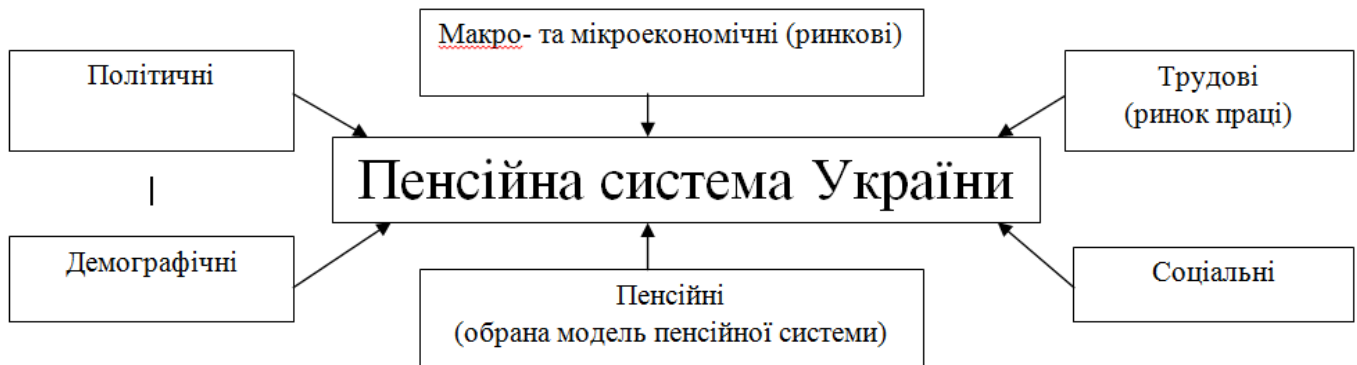 Макро- та мікроекономічні (ринкові)
Політичні
Трудові
(ринок праці)
Пенсійна система України
Демографічні
Соціальні
Пенсійні
(обрана модель пенсійної системи)